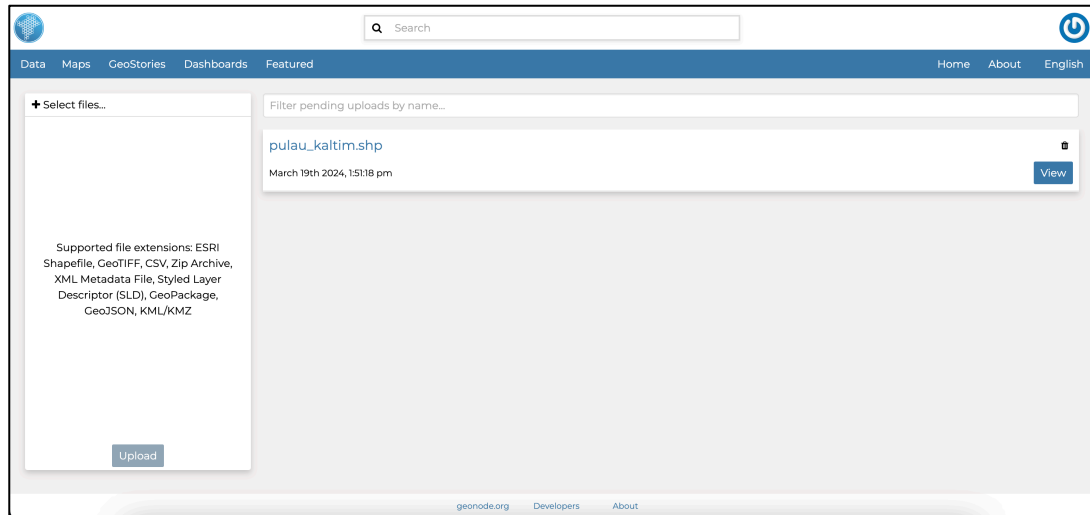 Search
Data Maps GeoStories Dashboards Featured Home About English
Select files...
Filter pending uploads by name...
pulau_kaltim.shp
March 19th 2024, 1:51:18 pm
View
Supported file extensions: ESRI
Shapefile, GeoTIFF, CSV, Zip Archive,
XML Metadata File, Styled Layer
Descriptor (SLD), GeoPackage,
GeoJSON, KML/KMZ
Upload
geonode.org Developers About